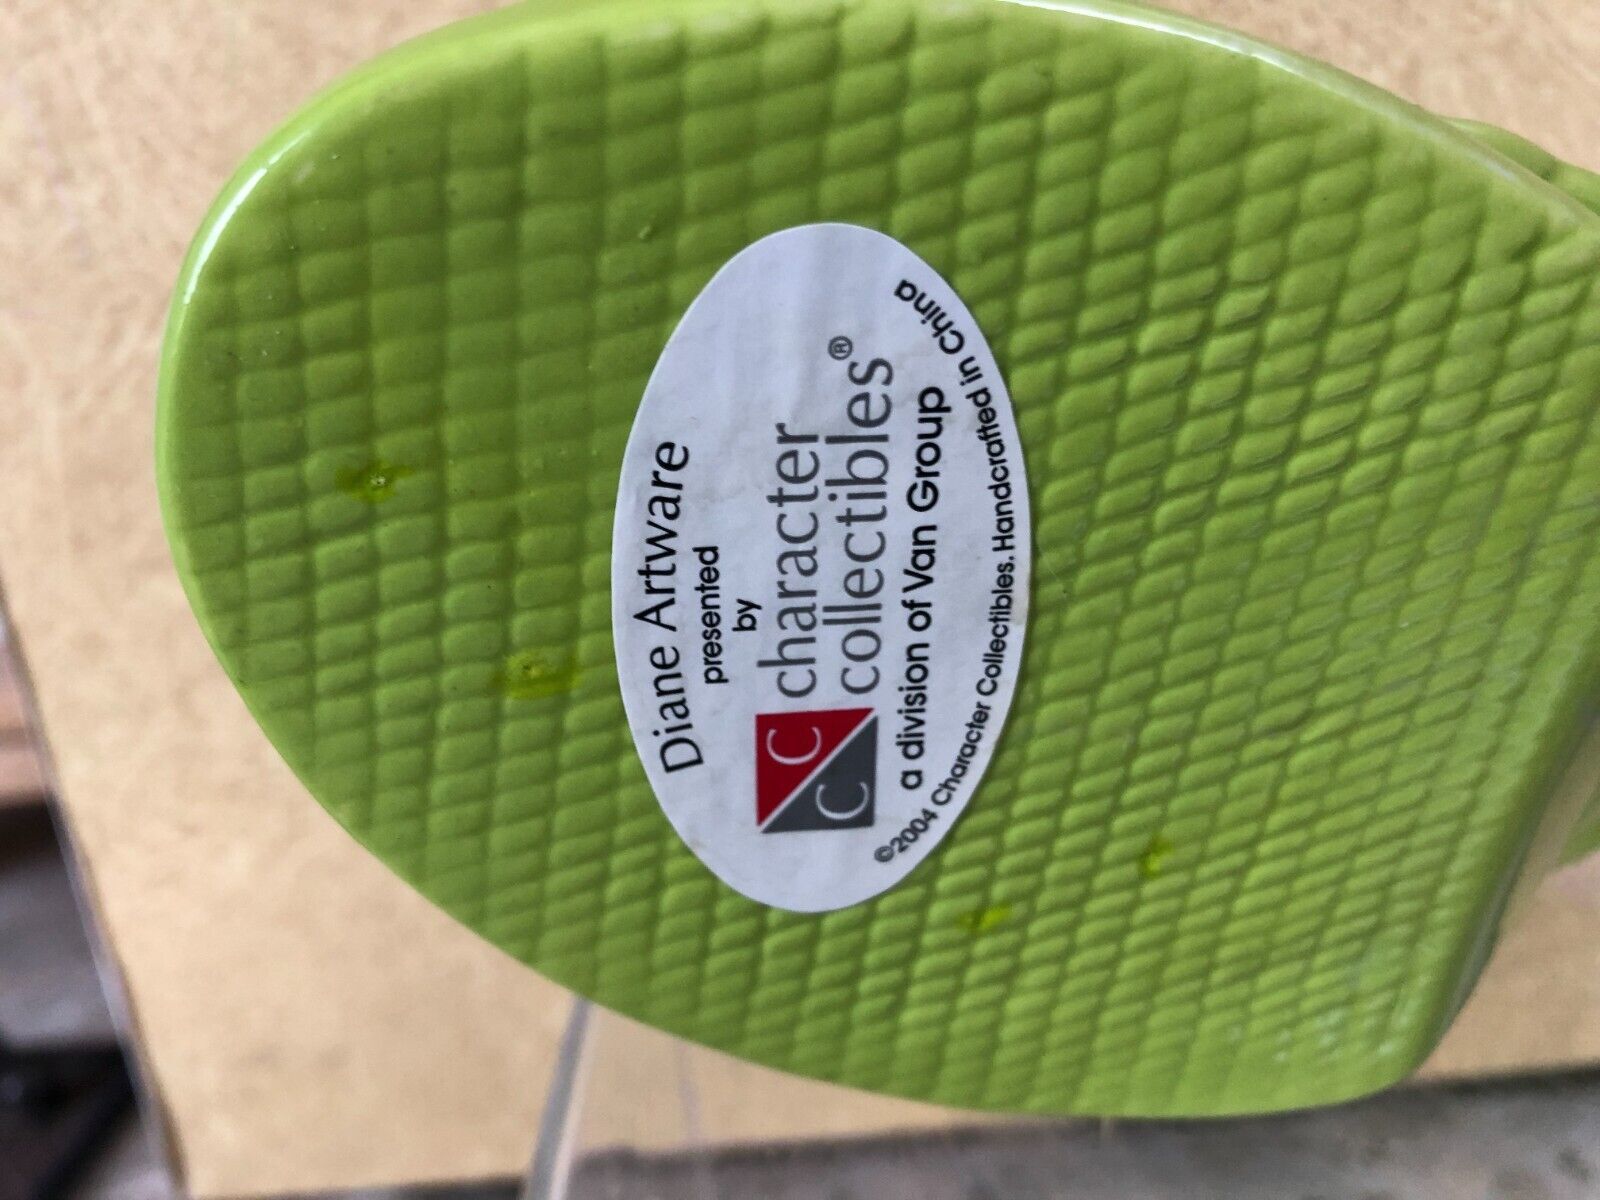 Diane Artware
presented
by
CC character
collectibles®
a division of Van Group
©2004 Character Collectibles. Handcrafted in China